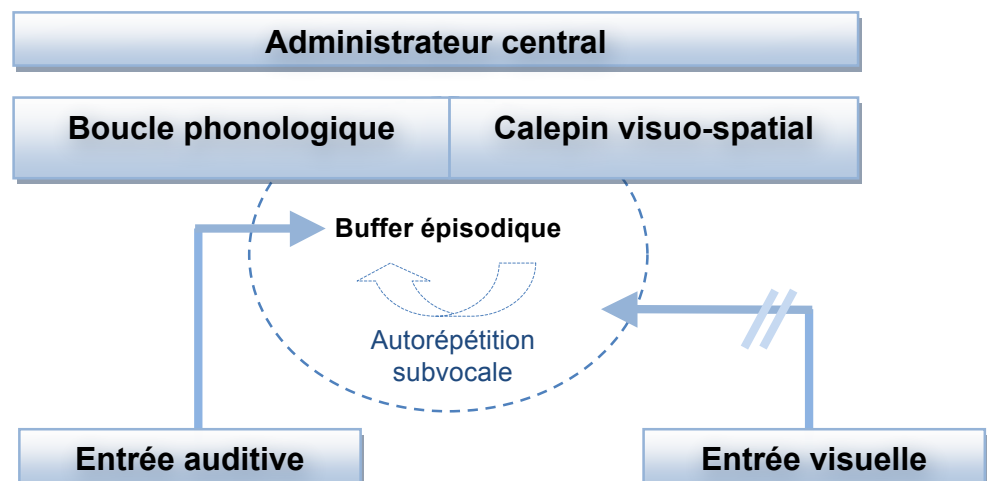 Administrateur central
Boucle phonologique
Calepin visuo-spatial
Buffer épisodique
Autorépétition
subvocale
Entrée auditive
Entrée visuelle